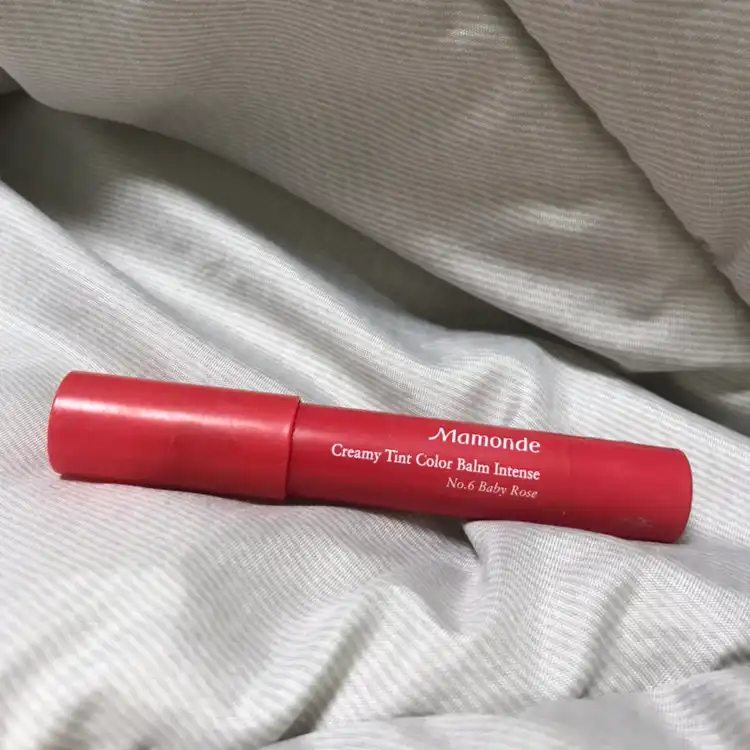 Mamonde
Creamy Tint Color Balm Intense
No.6 Baby Rose